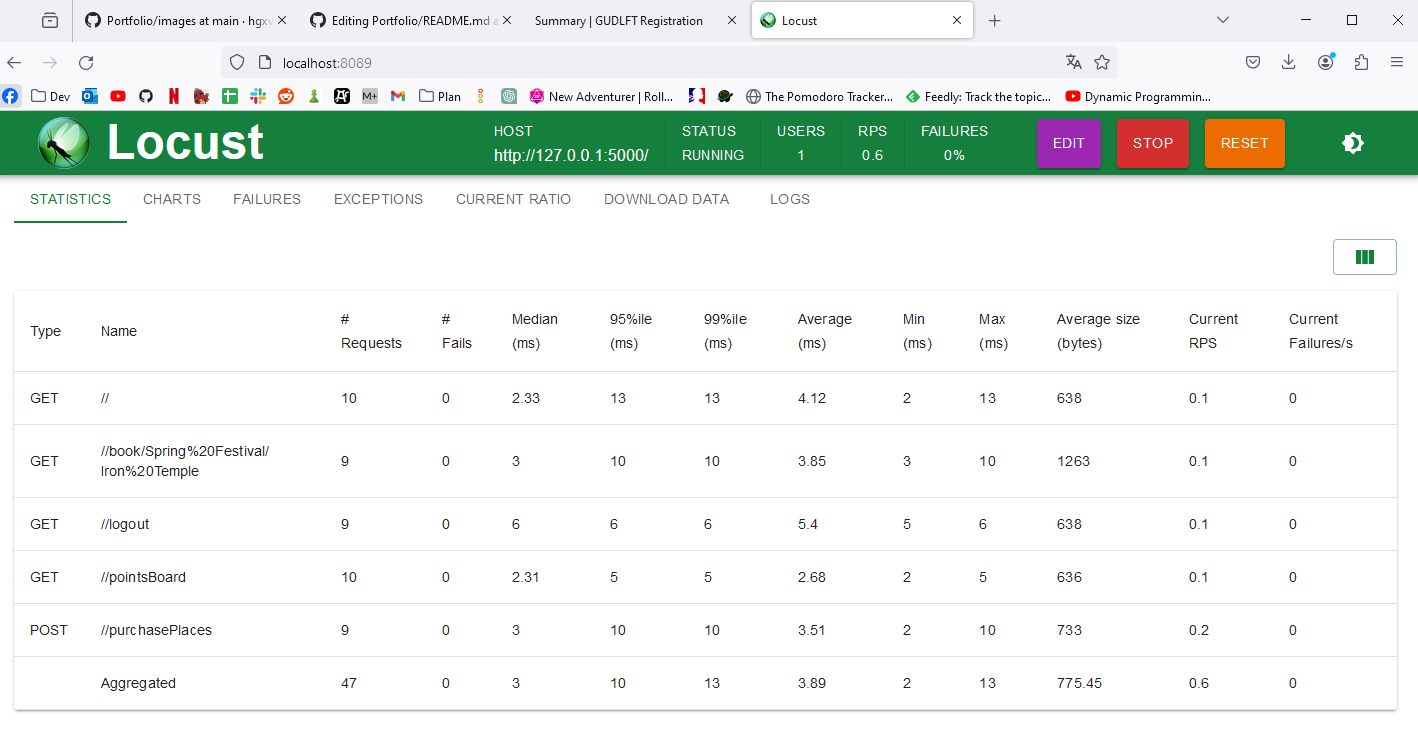 Portfolio/images at main · hgxv
Editing Portfolio/README.md a
Summary | GUDLFT Registration
Locust
localhost:8089
Dev
M+
Plan
New Adventurer | Roll...
The Pomodoro Tracker...
Feedly: Track the topic...
Dynamic Programmin...
Locust
HOST
http://127.0.0.1:5000/
STATUS
RUNNING
USERS
1
RPS
0.6
FAILURES
0%
EDIT
STOP
RESET
STATISTICS CHARTS FAILURES EXCEPTIONS CURRENT RATIO DOWNLOAD DATA LOGS
Type Name # Requests # Fails Median (ms) 95%ile (ms) 99%ile (ms) Average (ms) Min (ms) Max (ms) Average size (bytes) Current RPS Current Failures/s
GET // 10 0 2.33 13 13 4.12 2 13 638 0.1 0
GET //book/Spring%20Festival/
Iron%20Temple 9 0 3 10 10 3.85 3 10 1263 0.1 0
GET //logout 9 0 6 6 6 5.4 5 6 638 0.1 0
GET //pointsBoard 10 0 2.31 5 5 2.68 2 5 636 0.1 0
POST //purchasePlaces 9 0 3 10 10 3.51 2 10 733 0.2 0
Aggregated 47 0 3 10 13 3.89 2 13 775.45 0.6 0